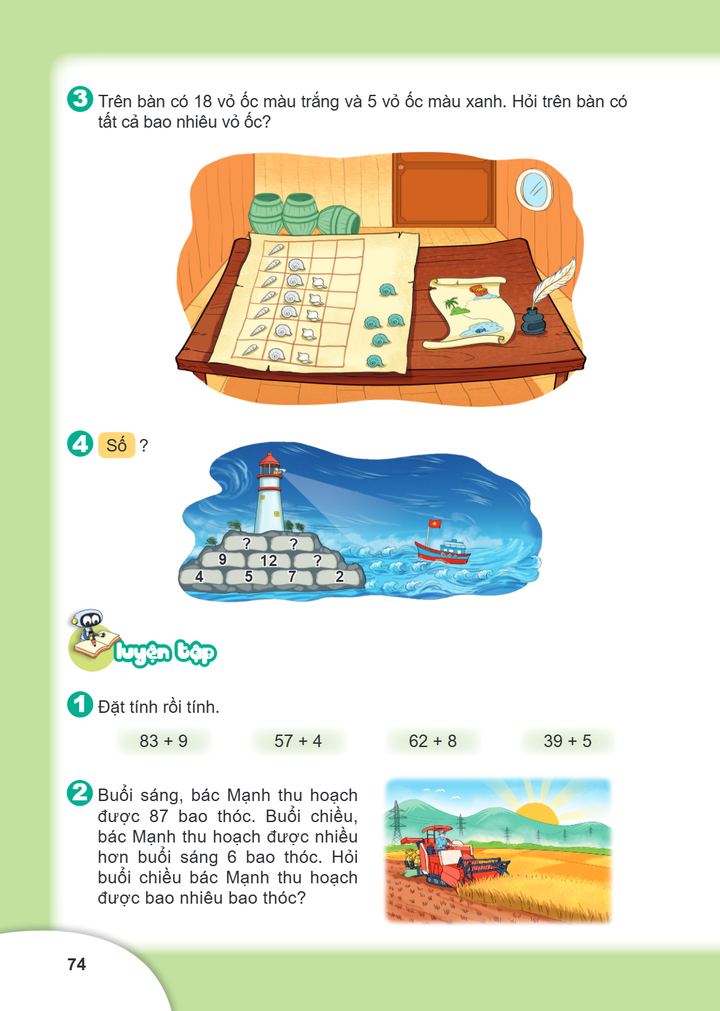 3 Trên bàn có 18 vỏ ốc màu trắng và 5 vỏ ốc màu xanh. Hỏi trên bàn có
tất cả bao nhiêu vỏ ốc?
4 Số ?
? ?
9 12 ?
4 5 7 2
Luyện tập
1 Đặt tính rồi tính.
83 + 9 57 + 4 62 + 8 39 + 5
2 Buổi sáng, bác Mạnh thu hoạch
được 87 bao thóc. Buổi chiều,
bác Mạnh thu hoạch được nhiều
hơn buổi sáng 6 bao thóc. Hỏi
buổi chiều bác Mạnh thu hoạch
được bao nhiêu bao thóc?
74